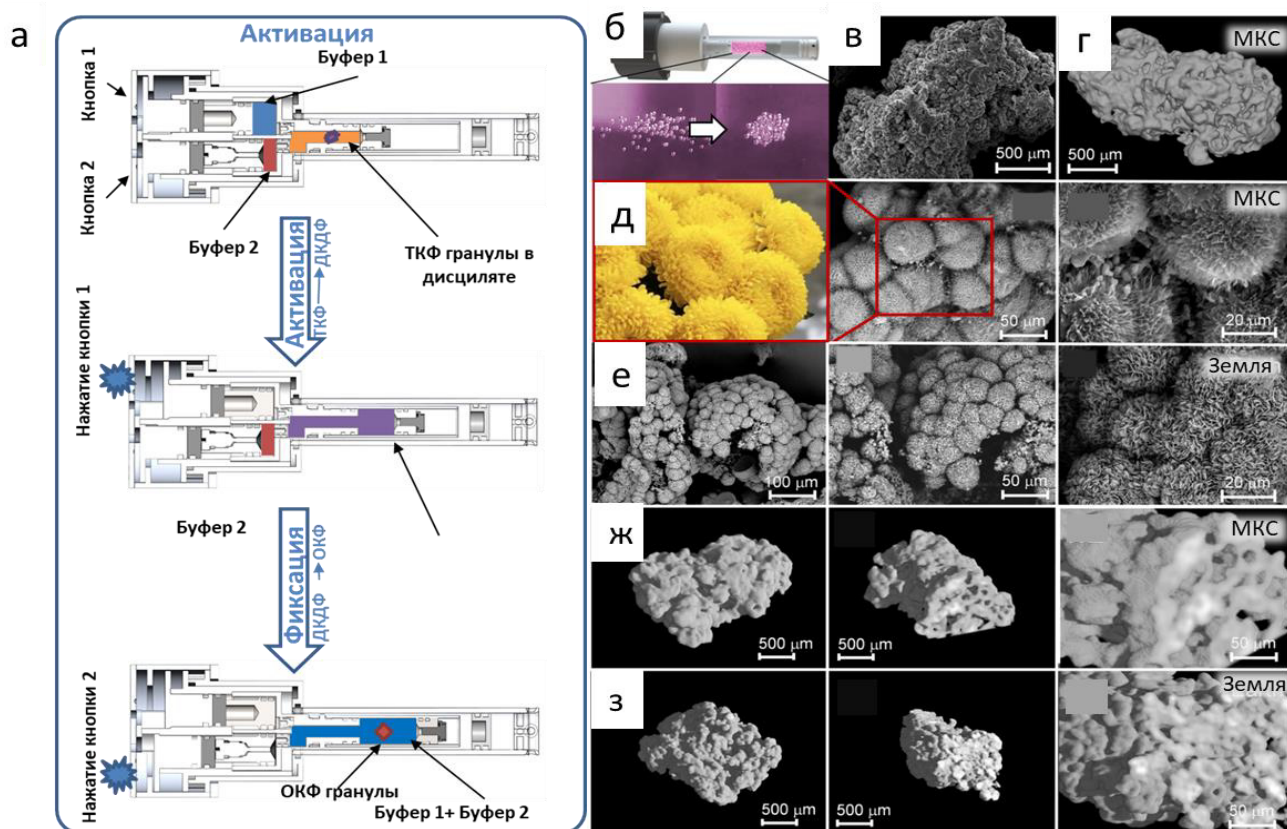 а
Активация
Кнопка 1
Буфер 1
Кнопка 2
Буфер 2
ТКФ гранулы в
дисциляте
Активация
ТКФ → ДКДФ
Нажатие кнопки 1
Буфер 2
Фиксация
ДКДФ → ОКФ
Нажатие кнопки 2
ОКФ гранулы
Буфер 1+ Буфер 2
б
в
500 μm
г
МКС
500 μm
д
50 μm
МКС
20 μm
е
100 μm
50 μm
Земля
20 μm
ж
500 μm
500 μm
МКС
50 μm
з
500 μm
500 μm
Земля
50 μm